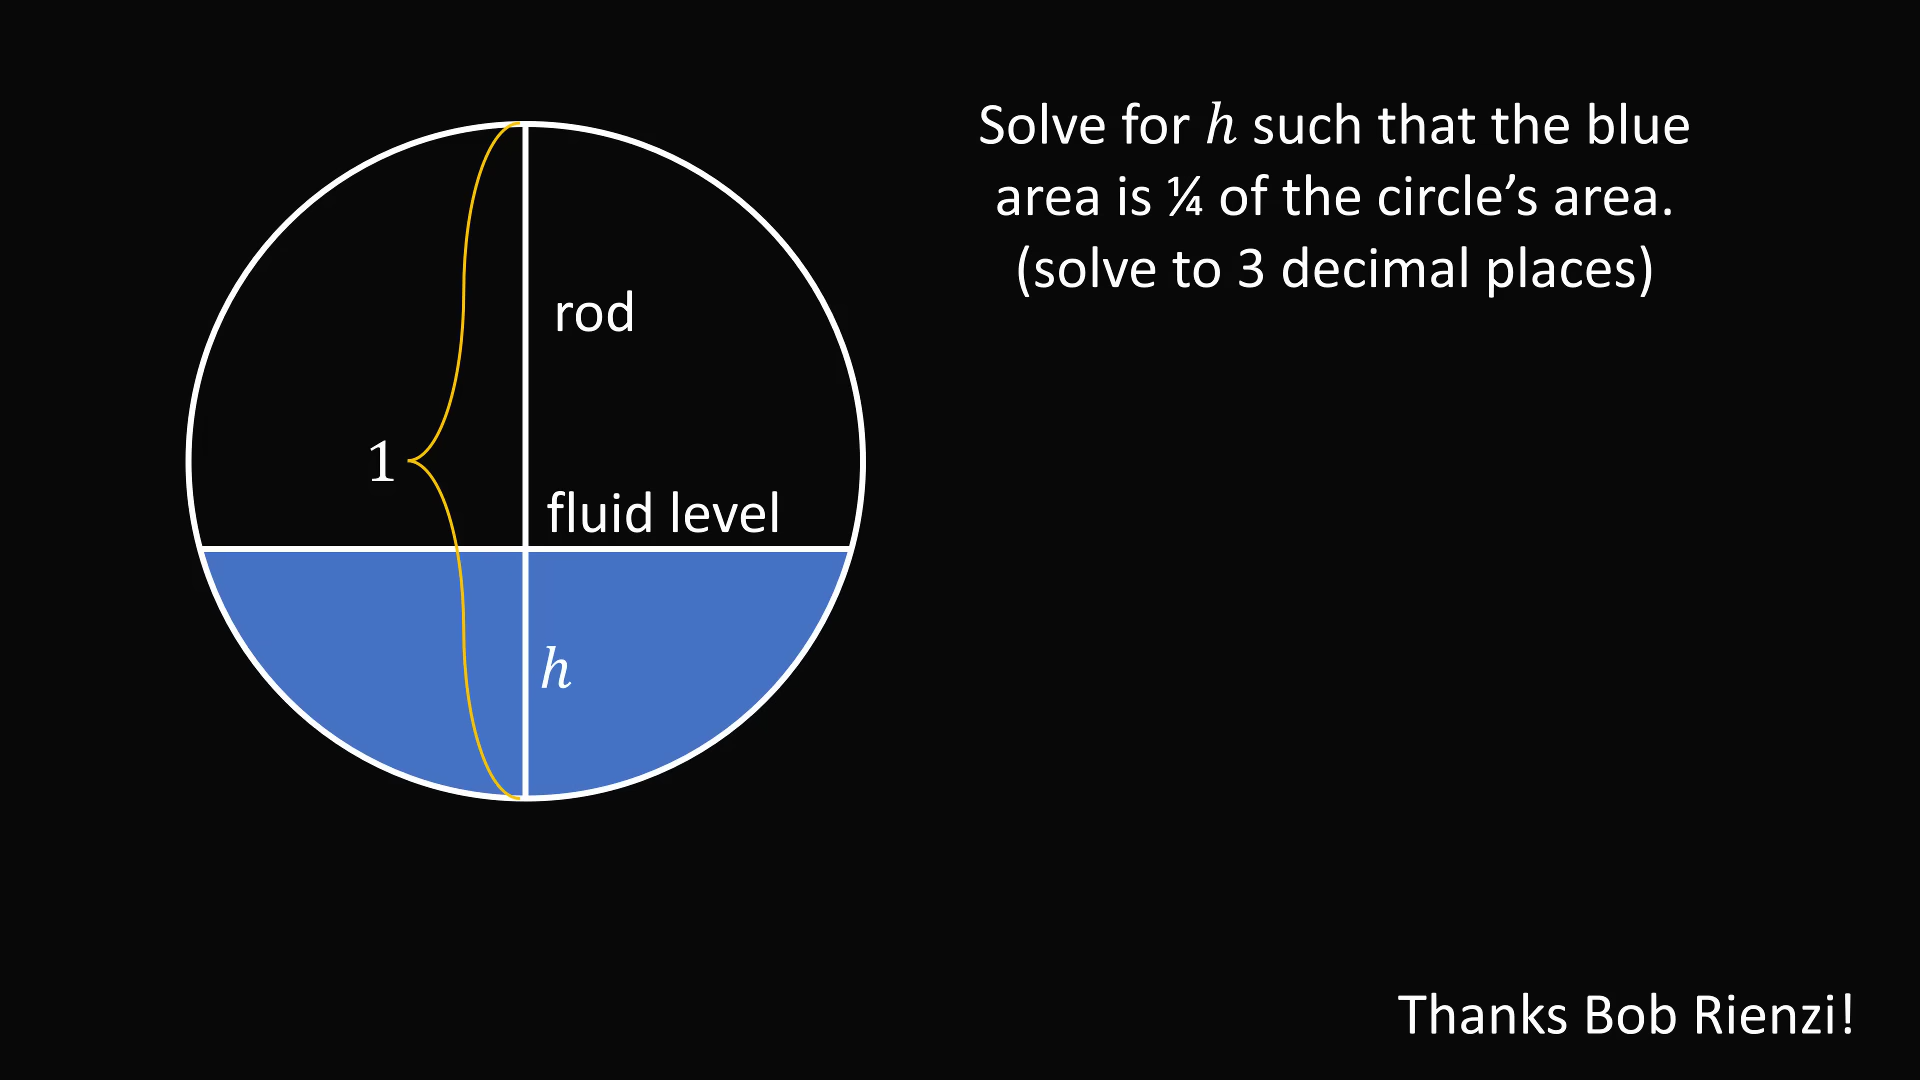 Solve for h such that the blue
area is ¼ of the circle’s area.
(solve to 3 decimal places)
rod
1
fluid level
h
Thanks Bob Rienzi!